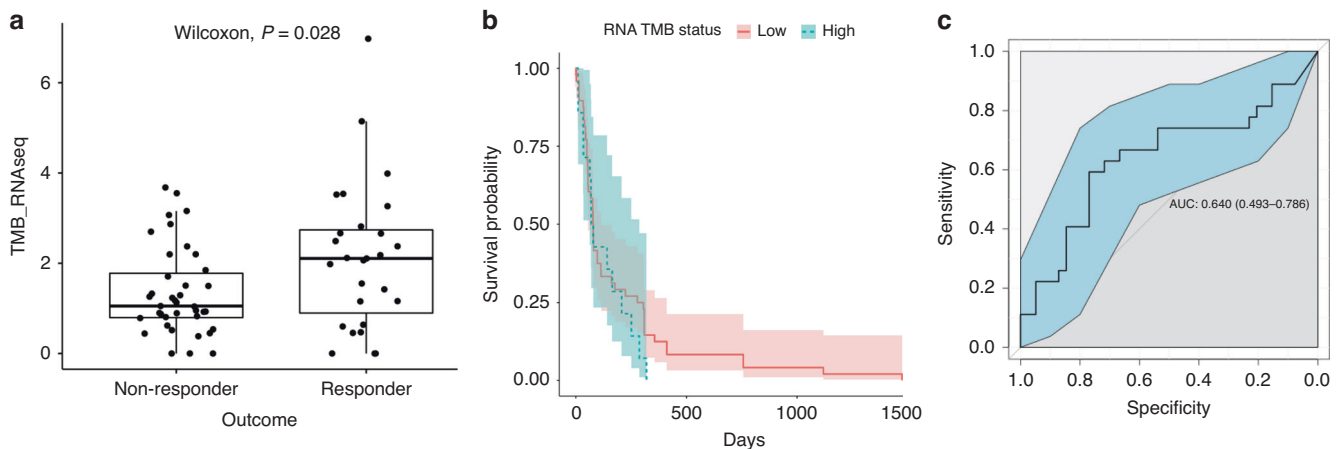 a
Wilcoxon, P = 0.028
TMB_RNAseq
6
4
2
0
Non-responder
Responder
Outcome
b
RNA TMB status
Low
High
Survival probability
1.00
0.75
0.50
0.25
0.00
0
500
1000
1500
Days
c
Sensitivity
1.0
0.8
0.6
0.4
0.2
0.0
AUC: 0.640 (0.493–0.786)
1.0
0.8
0.6
0.4
0.2
0.0
Specificity